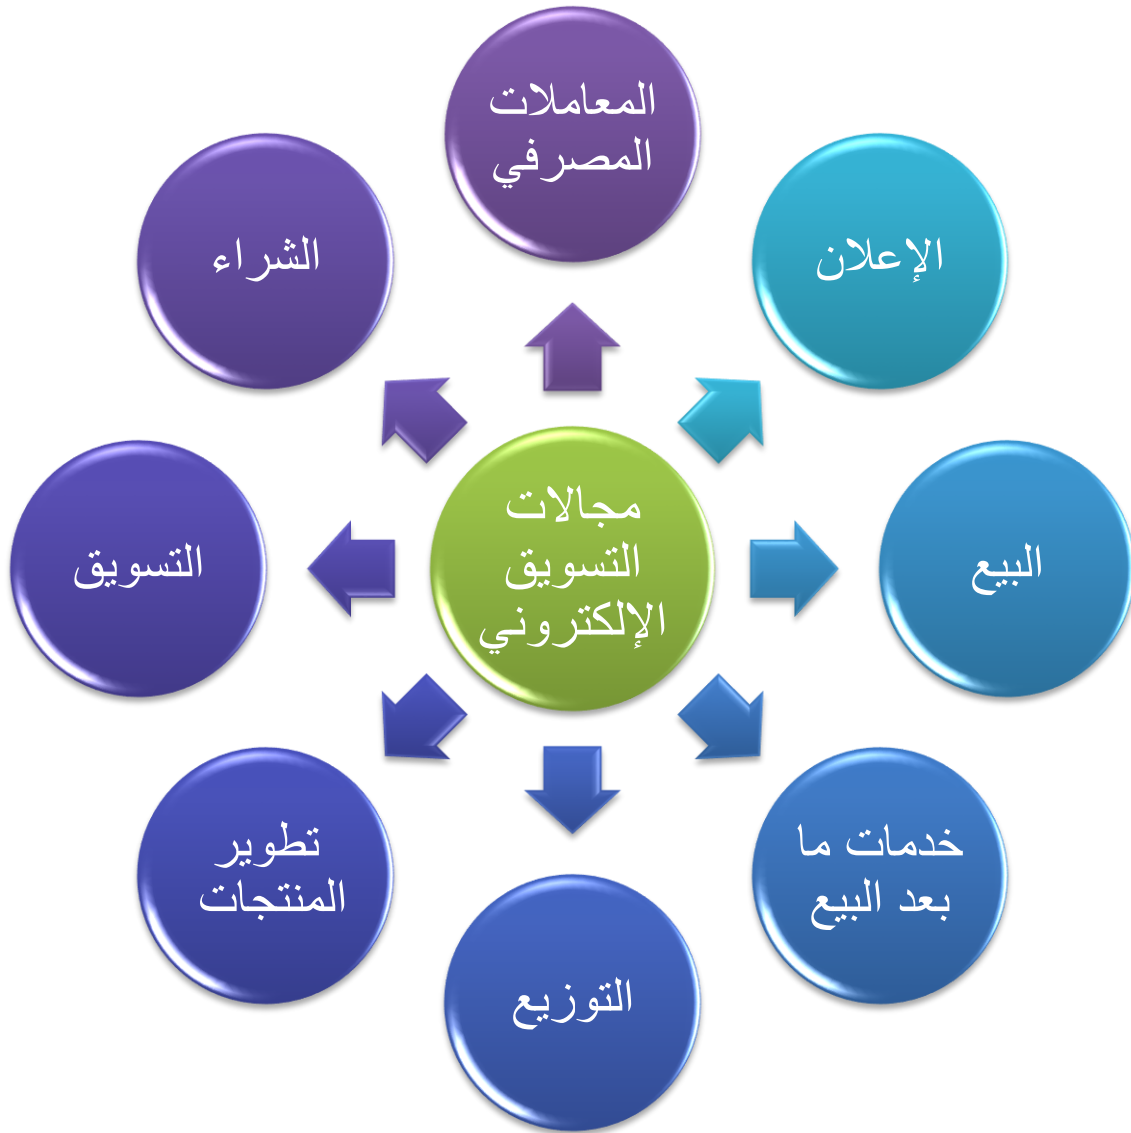 المعاملات
المصرفي
الإعلان
البيع
خدمات ما
بعد البيع
التوزيع
تطوير
المنتجات
التسويق
الشراء
مجالات
التسويق
الإلكتروني